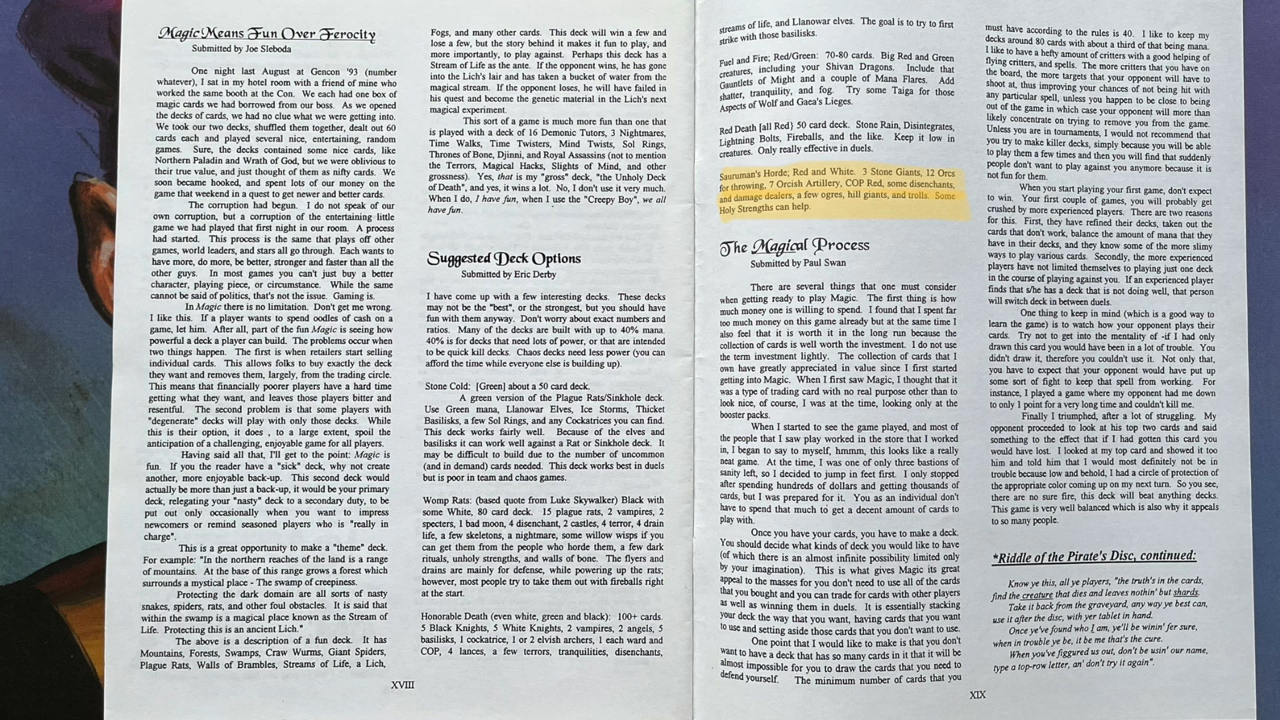 Magic Means Fun Over Ferocity
Submitted by Joe Sleboda
One night last August at Gencon '93 (number
whatever), I sat in my hotel room with a friend of mine who
worked the same booth at the Con. We each had one box of
magic cards we had borrowed from our boss. As we opened
the decks of cards, we had no clue what we were getting into.
We took our two decks, shuffled them together, dealt out 60
cards each and played several nice, entertaining, random
games. Sure, the decks contained some nice cards, like
Northern Paladin and Wrath of God, but we were oblivious to
their true value, and just thought of them as nifty cards. We
soon became hooked, and spent lots of our money on the
game that weekend in a quest to get newer and better cards.
The corruption had begun. I do not speak of our
own corruption, but a corruption of the entertaining little
game we had played that first night in our room. A process
had started. This process is the same that plays off other
games, world leaders, and stars all go through. Each wants to
have more, do more, be better, stronger and faster than all the
other guys. In most games you can't just buy a better
character, playing piece, or circumstance. While the same
cannot be said of politics, that's not the issue. Gaming is.
In Magic there is no limitation. Don't get me wrong,
I like this. If a player wants to spend oodles of cash on a
game, let him. After all, part of the fun Magic is seeing how
powerful a deck a player can build. The problems occur when
two things happen. The first is when retailers start selling
individual cards. This allows folks to buy exactly the deck
they want and removes them, largely, from the trading circle.
This means that financially poorer players have a hard time
getting what they want, and leaves those players bitter and
resentful. The second problem is that some players with
"degenerate" decks will play with only those decks. While
this is their option, it does , to a large extent, spoil the
anticipation of a challenging, enjoyable game for all players.
Having said all that, I'll get to the point: Magic is
fun. If you the reader have a "sick" deck, why not create
another, more enjoyable back-up. This second deck would
actually be more than just a back-up, it would be your primary
deck, relegating your "nasty" deck to a secondary duty, to be
put out only occasionally when you want to impress
newcomers or remind seasoned players who is "really in
charge".
This is a great opportunity to make a "theme" deck.
For example: "In the northern reaches of the land is a range
of mountains. At the base of this range grows a forest which
surrounds a mystical place - The swamp of creepiness.
Protecting the dark domain are all sorts of nasty
snakes, spiders, rats, and other foul obstacles. It is said that
within the swamp is a magical place known as the Stream of
Life. Protecting this is an ancient Lich."
The above is a description of a fun deck. It has
Mountains, Forests, Swamps, Craw Wurms, Giant Spiders,
Plague Rats, Walls of Brambles, Streams of Life, a Lich,
Fogs, and many other cards. This deck will win a few and
lose a few, but the story behind it makes it fun to play, and
more importantly, to play against. Perhaps this deck has a
Stream of Life as the ante. If the opponent wins, he has gone
into the Lich's lair and has taken a bucket of water from the
magical stream. If the opponent loses, he will have failed in
his quest and become the genetic material in the Lich's next
magical experiment.
This sort of a game is much more fun than one that
is played with a deck of 16 Demonic Tutors, 3 Nightmares,
Time Walks, Time Twisters, Mind Twists, Sol Rings,
Thrones of Bone, Djinni, and Royal Assassins (not to mention
the Terrors, Magical Hacks, Slights of Mind, and other
grossness). Yes, that is my "gross" deck, "the Unholy Deck
of Death", and yes, it wins a lot. No, I don't use it very much.
When I do, I have fun, when I use the "Creepy Boy", we all
have fun.
Suggested Deck Options
Submitted by Eric Derby
I have come up with a few interesting decks. These decks
may not be the "best", or the strongest, but you should have
fun with them anyway. Don't worry about exact numbers and
ratios. Many of the decks are built with up to 40% mana.
40% is for decks that need lots of power, or that are intended
to be quick kill decks. Chaos decks need less power (you can
afford the time while everyone else is building up).
Stone Cold: [Green] about a 50 card deck.
A green version of the Plague Rats/Sinkhole deck.
Use Green mana, Llanowar Elves, Ice Storms, Thicket
Basilisks, a few Sol Rings, and any Cockatrices you can find.
This deck works fairly well. Because of the elves and
basilisks it can work well against a Rat or Sinkhole deck. It
may be difficult to build due to the number of uncommon
(and in demand) cards needed. This deck works best in duels
but is poor in team and chaos games.
Womp Rats: (based quote from Luke Skywalker) Black with
some White, 80 card deck. 15 plague rats, 2 vampires, 2
specters, 1 bad moon, 4 disenchant, 2 castles, 4 terror, 4 drain
life, a few skeletons, a nightmare, some willow wisps if you
can get them from the people who horde them, a few dark
rituals, unholy strengths, and walls of bone. The flyers and
drains are mainly for defense, while powering up the rats;
however, most people try to take them out with fireballs right
at the start.
Honorable Death (even white, green and black): 100+ cards.
5 Black Knights, 5 White Knights, 2 vampires, 2 angels, 5
basilisks, 1 cockatrice, 1 or 2 elvish archers, 1 each ward and
COP, 4 lances, a few terrors, tranquilities, disenchants,
XVIII
streams of life, and Llanowar elves. The goal is to try to first
strike with those basilisks.
Fuel and Fire; Red/Green: 70-80 cards. Big Red and Green
creatures, including your Shivan Dragons. Include that
Gauntlets of Might and a couple of Mana Flares. Add
shatter, tranquility, and fog. Try some Taiga for those
Aspects of Wolf and Gaea's Lieges.
Red Death [all Red} 50 card deck. Stone Rain, Disintegrates,
Lightning Bolts, Fireballs, and the like. Keep it low in
creatures. Only really effective in duels.
Sauruman's Horde; Red and White. 3 Stone Giants, 12 Orcs
for throwing, 7 Orcish Artillery, COP Red, some disenchants,
and damage dealers, a few ogres, hill giants, and trolls. Some
Holy Strengths can help.
The Magical Process
Submitted by Paul Swan
There are several things that one must consider
when getting ready to play Magic. The first thing is how
much money one is willing to spend. I found that I spent far
too much money on this game already but at the same time I
also feel that it is worth it in the long run because the
collection of cards is well worth the investment. I do not use
the term investment lightly. The collection of cards that I
own have greatly appreciated in value since I first started
getting into Magic. When I first saw Magic, I thought that it
was a type of trading card with no real purpose other than to
look nice, of course, I was at the time, looking only at the
booster packs.
When I started to see the game played, and most of
the people that I saw play worked in the store that I worked
in, I began to say to myself, hmmm, this looks like a really
neat game. At the time, I was one of only three bastions of
sanity left, so I decided to jump in feet first. I only stopped
after spending hundreds of dollars and getting thousands of
cards, but I was prepared for it. You as an individual don't
have to spend that much to get a decent amount of cards to
play with.
Once you have your cards, you have to make a deck.
You should decide what kinds of deck you would like to have
(of which there is an almost infinite possibility limited only
by your imagination). This is what gives Magic its great
appeal to the masses for you don't need to use all of the cards
that you bought and you can trade for cards with other players
as well as winning them in duels. It is essentially stacking
your deck the way that you want, having cards that you want
to use and setting aside those cards that you don't want to use.
One point that I would like to make is that you don't
want to have a deck that has so many cards in it that it will be
almost impossible for you to draw the cards that you need to
defend yourself. The minimum number of cards that you
must have according to the rules is 40. I like to keep my
decks around 80 cards with about a third of that being mana.
I like to have a hefty amount of critters with a good helping of
flying critters, and spells. The more critters that you have on
the board, the more targets that your opponent will have to
shoot at, thus improving your chances of not being hit with
any particular spell, unless you happen to be close to being
out of the game in which case your opponent will more than
likely concentrate on trying to remove you from the game.
Unless you are in tournaments, I would not recommend that
you try to make killer decks, simply because you will be able
to play them a few times and then you will find that suddenly
people don't want to play against you anymore because it is
not fun for them.
When you start playing your first game, don't expect
to win. Your first couple of games, you will probably get
crushed by more experienced players. There are two reasons
for this. First, they have refined their decks, taken out the
cards that don't work, balance the amount of mana that they
have in their decks, and they know some of the more slimy
ways to play various cards. Secondly, the more experienced
players have not limited themselves to playing just one deck
in the course of playing against you. If an experienced player
finds that s/he has a deck that is not doing well, that person
will switch deck in between duels.
One thing to keep in mind (which is a good way to
learn the game) is to watch how your opponent plays their
cards. Try not to get into the mentality of -if I had only
drawn this card you would have been in a lot of trouble. You
didn't draw it, therefore you couldn't use it. Not only that,
you have to expect that your opponent would have put up
some sort of fight to keep that spell from working. For
instance, I played a game where my opponent had me down
to only 1 point for a very long time and couldn't kill me.
Finally I triumphed, after a lot of struggling. My
opponent proceeded to look at his top two cards and said
something to the effect that if I had gotten this card you
would have lost. I looked at my top card and showed it too
him and told him that I would most definitely not be in
trouble because low and behold, I had a circle of protection of
the appropriate color coming up on my next turn. So you see,
there are no sure fire, this deck will beat anything decks.
This game is very well balanced which is also why it appeals
to so many people.
*Riddle of the Pirate's Disc, continued:
Know ye this, all ye players, "the truth's in the cards,
find the creature that dies and leaves nothin' but shards.
Take it back from the graveyard, any way ye best can,
use it after the disc, with yer tablet in hand.
Once ye've found who I am, ye'll be winin' fer sure,
when in trouble ye be, it be me that's the cure.
When you've figgured us out, don't be usin' our name,
type a top-row letter, an' don't try it again".
XIX